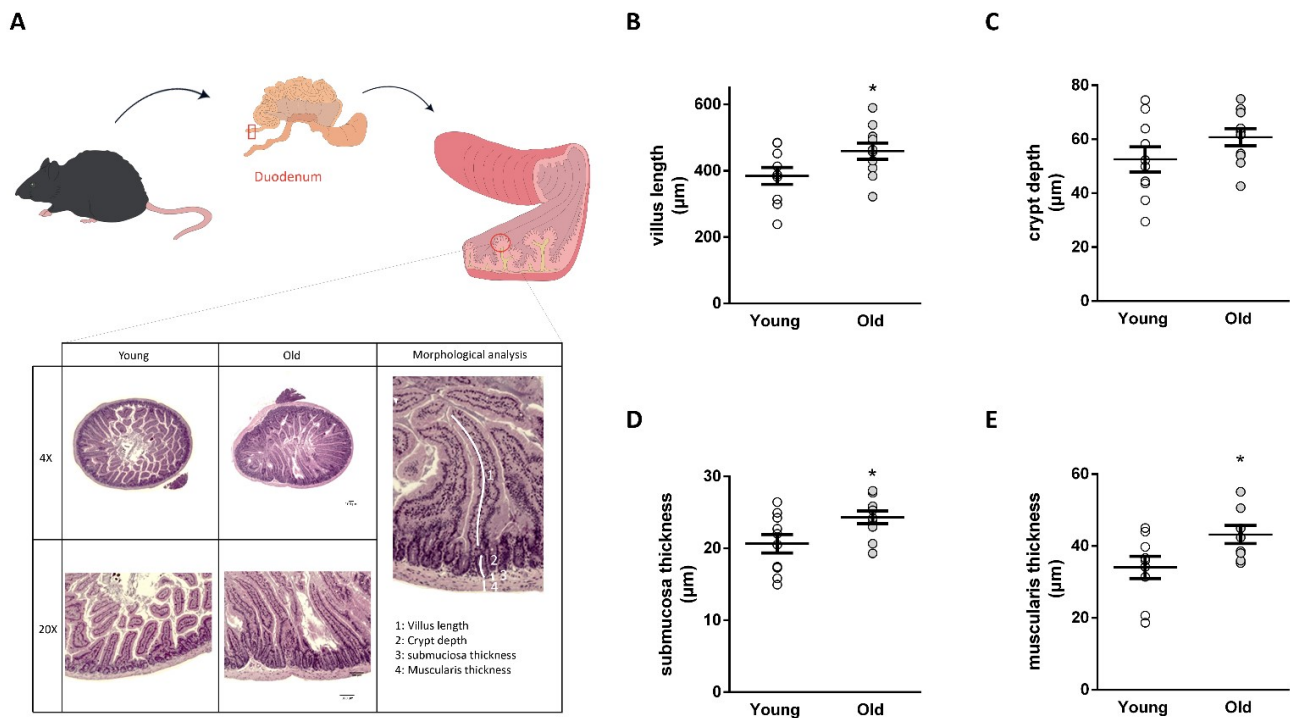 A
Duodenum
Young
Old
Morphological analysis
4X
20X
1
2
3
4
1: Villus length
2: Crypt depth
3: submuciosa thickness
4: Muscularis thickness
B
villus length
(µm)
600
400
200
0
*
Young
Old
C
crypt depth
(µm)
80
60
40
20
0
Young
Old
D
submucosa thickness
(µm)
30
20
10
0
*
Young
Old
E
muscularis thickness
(µm)
60
40
20
0
*
Young
Old